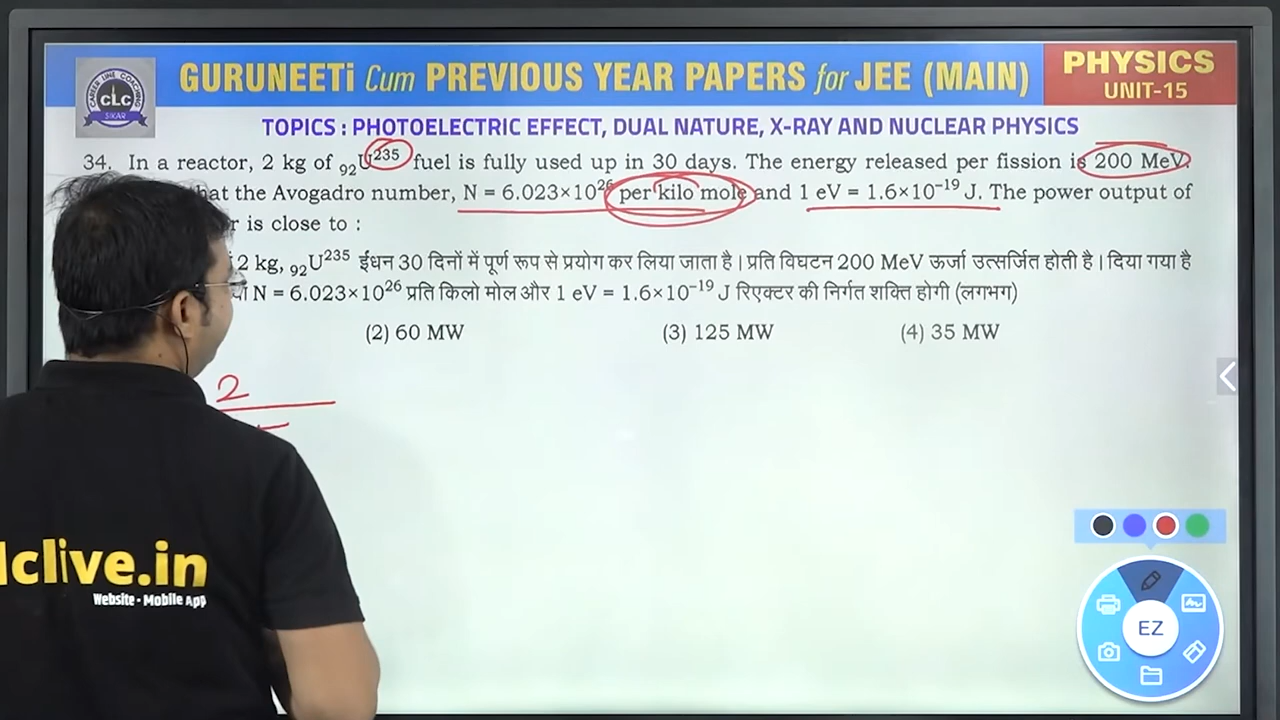 GURUNEETi Cum PREVIOUS YEAR PAPERS for JEE (MAIN)
PHYSICS
UNIT-15
CAREER LINE COACHING
CLC
SIKAR
TOPICS : PHOTOELECTRIC EFFECT, DUAL NATURE, X-RAY AND NUCLEAR PHYSICS
34. In a reactor, 2 kg of ₉₂U²³⁵ fuel is fully used up in 30 days. The energy released per fission is 200 MeV.
that the Avogadro number, N = 6.023×10²⁶ per kilo mole and 1 eV = 1.6×10⁻¹⁹ J. The power output of
is close to :
2 kg, ₉₂U²³⁵ ईंधन 30 दिनों में पूर्ण रूप से प्रयोग कर लिया जाता है। प्रति विघटन 200 MeV ऊर्जा उत्सर्जित होती है। दिया गया है
N = 6.023×10²⁶ प्रति किलो मोल और 1 eV = 1.6×10⁻¹⁹ J रिएक्टर की निर्गत शक्ति होगी (लगभग)
(2) 60 MW (3) 125 MW (4) 35 MW
2
lclive.in
Website - Mobile App
EZ